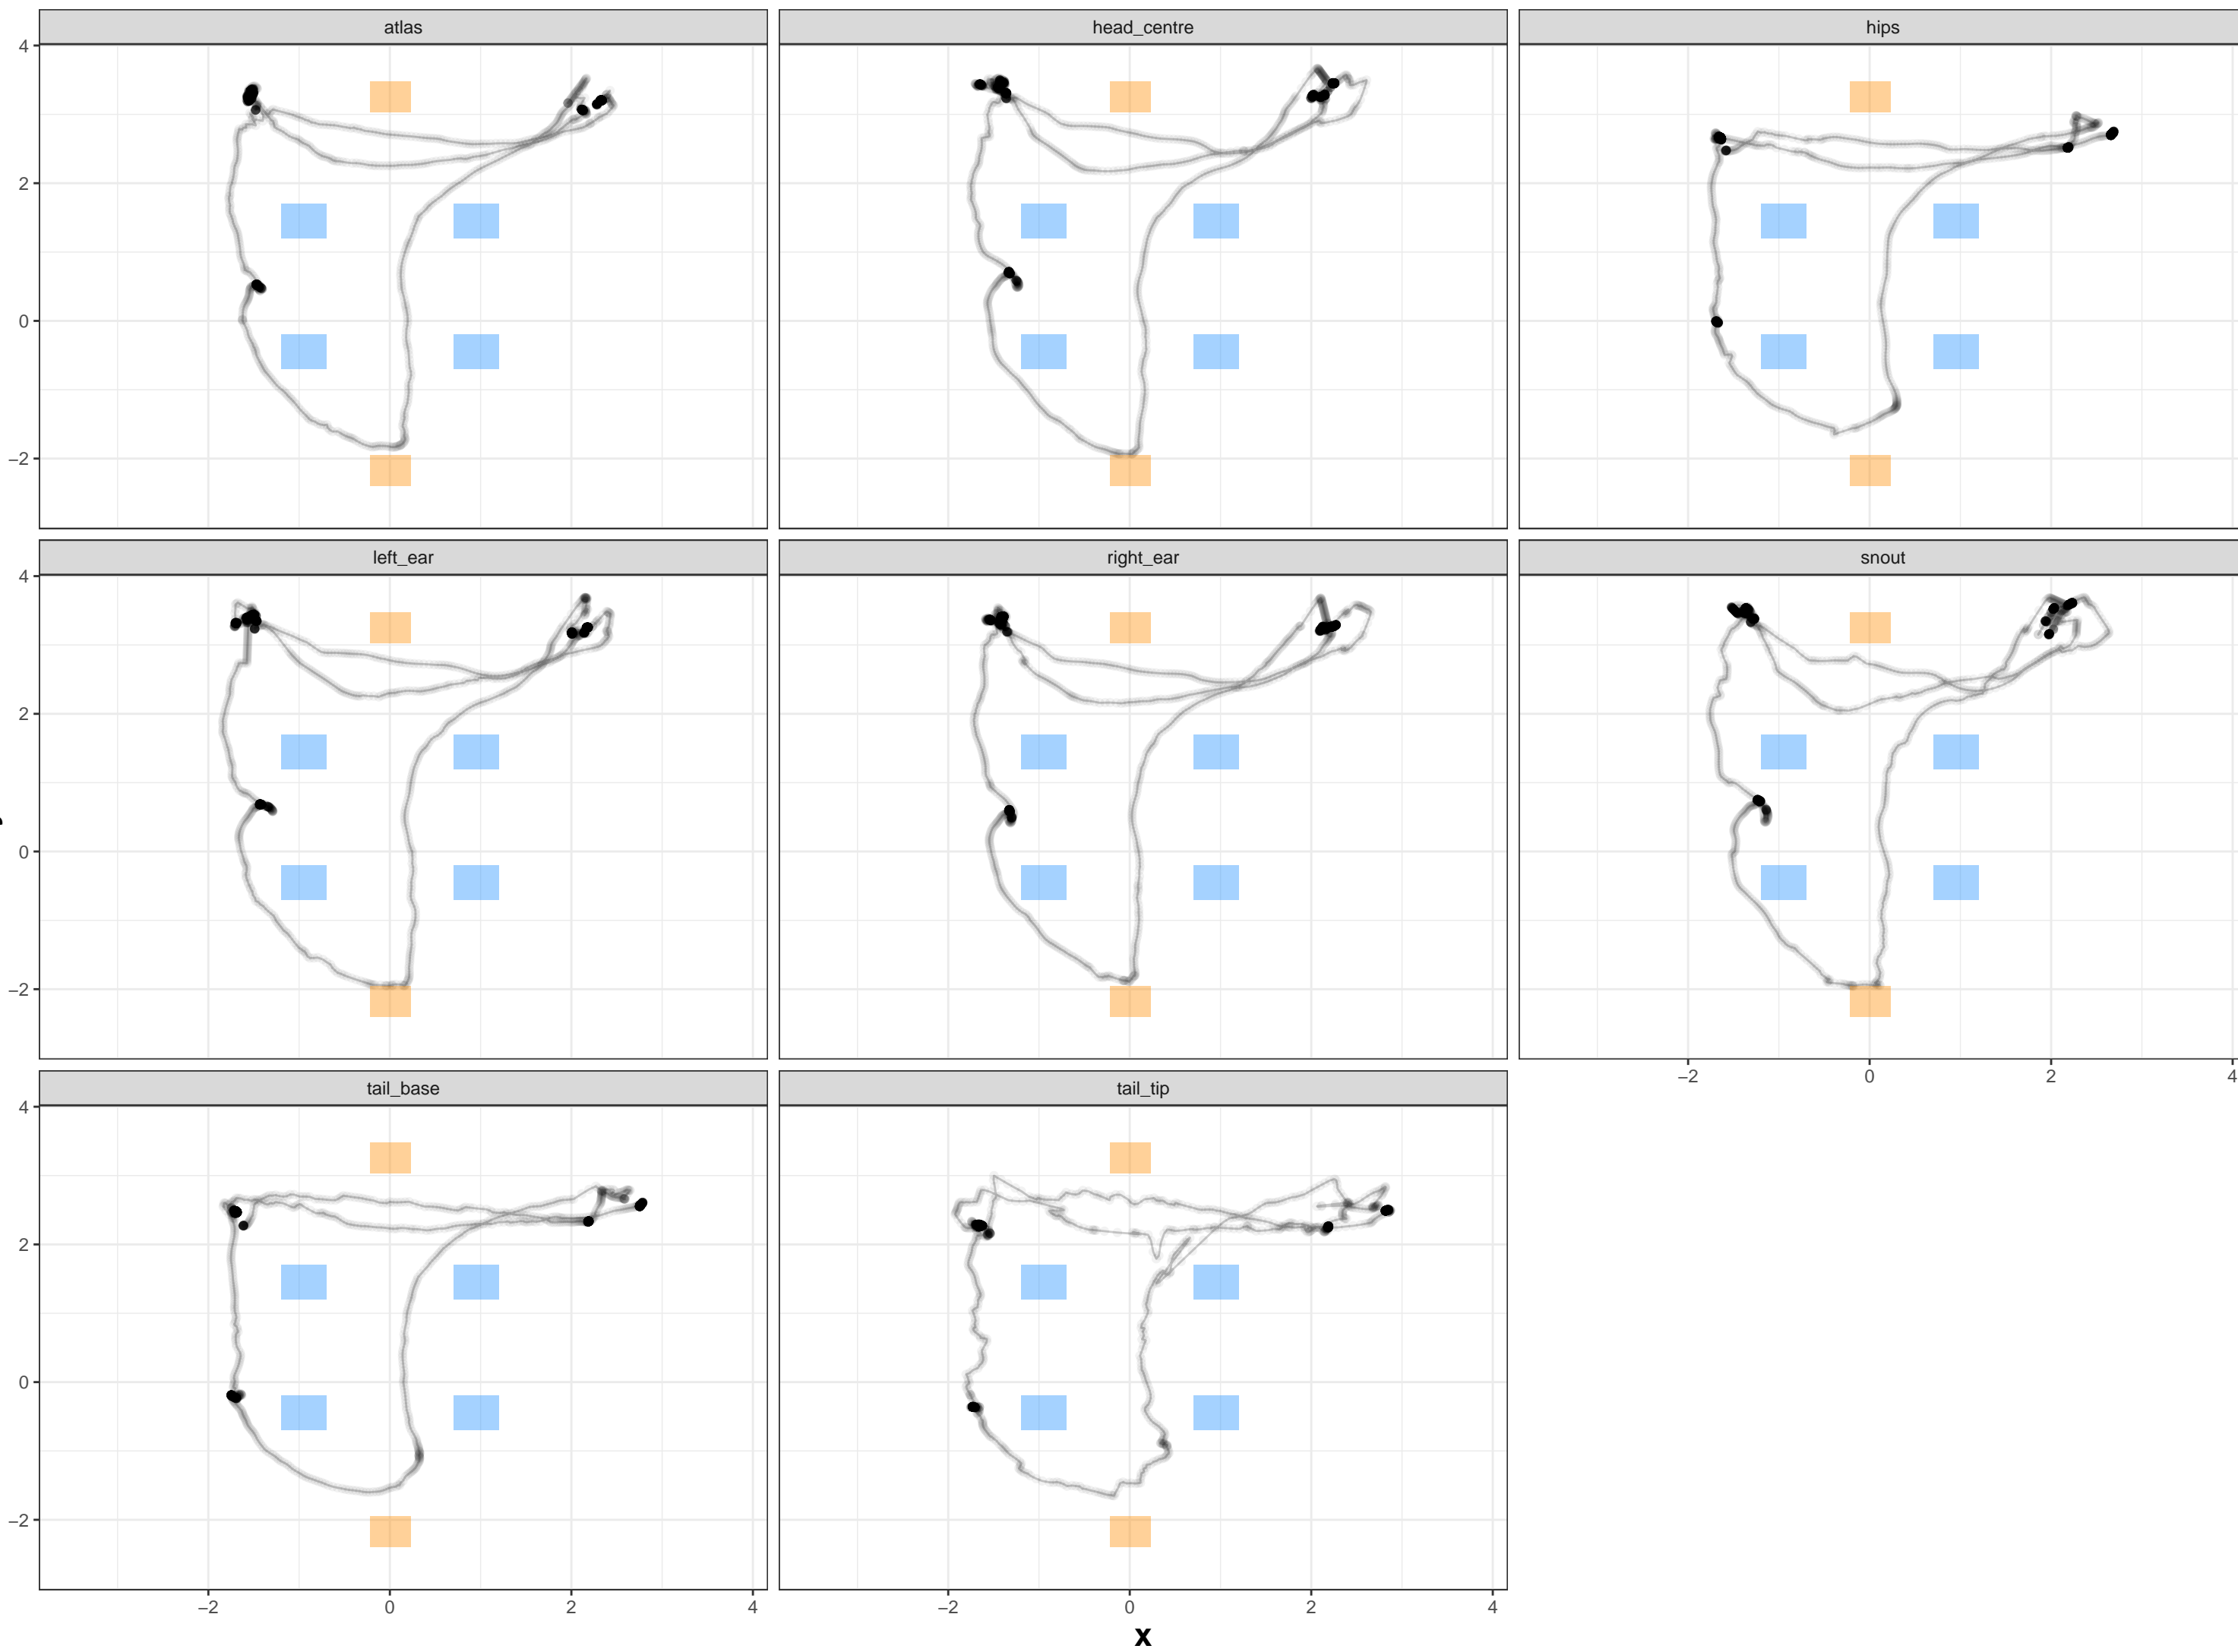 atlas head_centre hips
4
2
0
−2
left_ear right_ear snout
4
2
0
−2
−2 0 2 4
tail_base tail_tip
4
2
0
−2
−2 0 2 4 −2 0 2 4
x